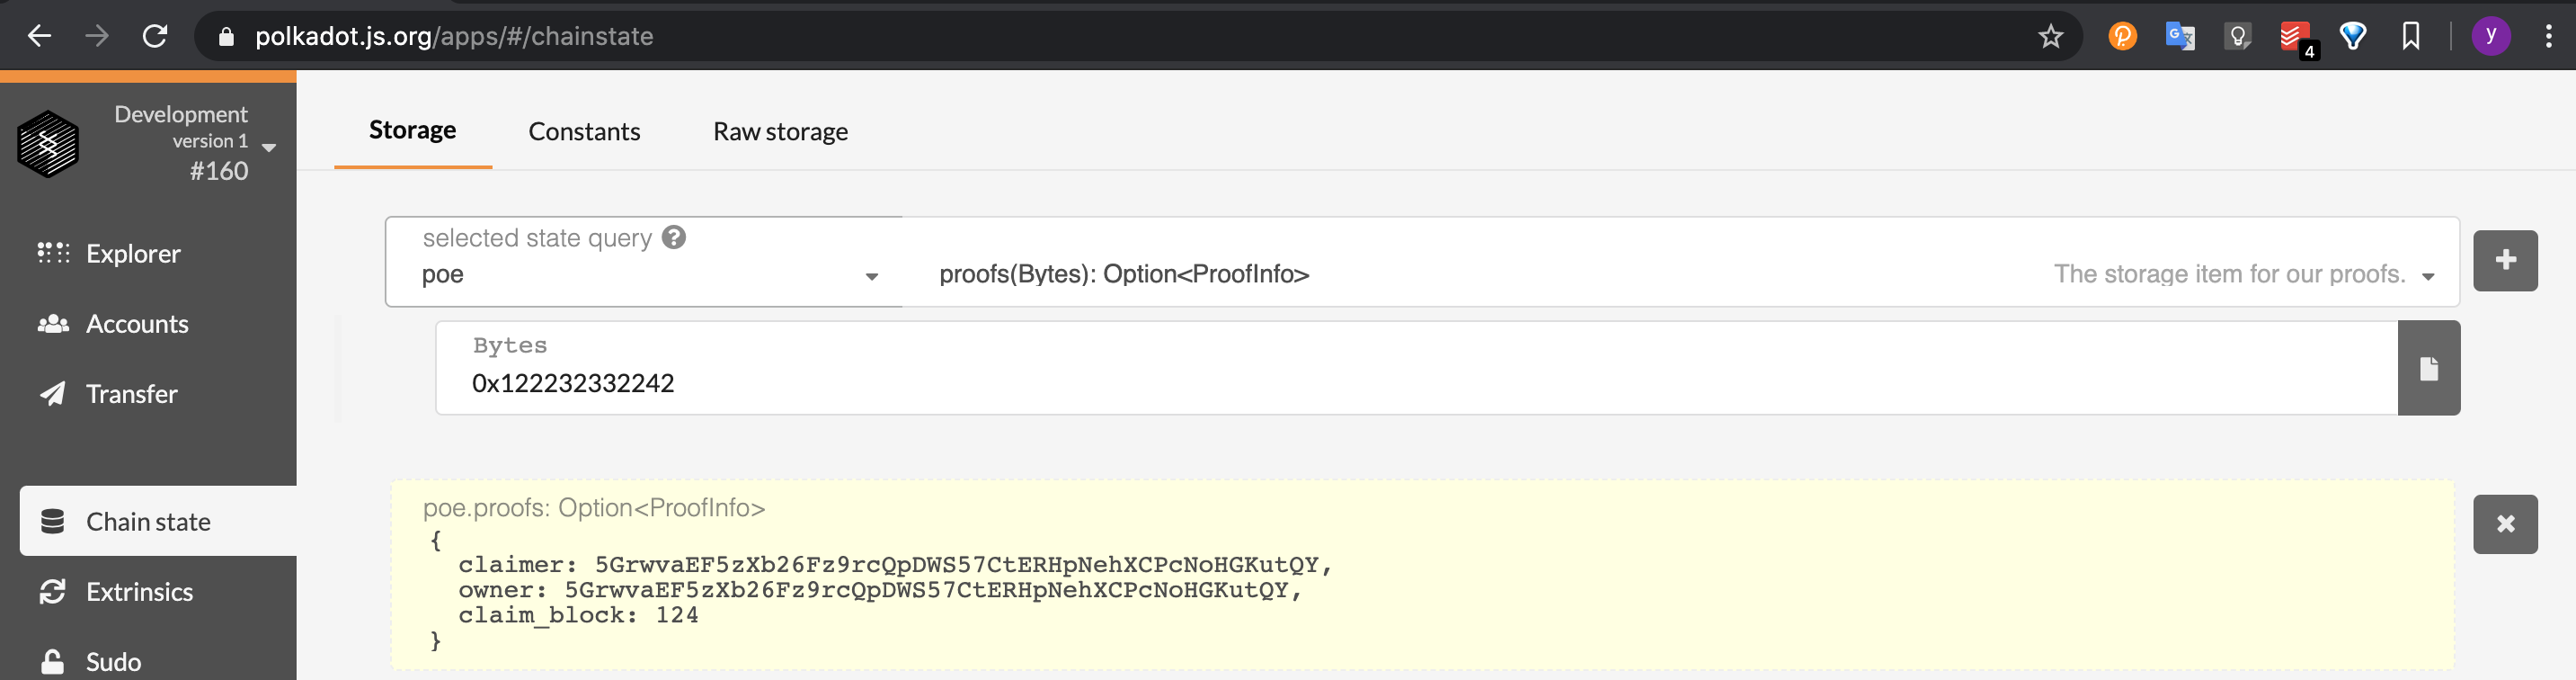 polkadot.js.org/apps/#/chainstate
4
y
Development
version 1
#160
Explorer
Accounts
Transfer
Chain state
Extrinsics
Sudo
Storage Constants Raw storage
selected state query ?
poe
proofs(Bytes): Option<ProofInfo> The storage item for our proofs.
Bytes
0x122232332242
poe.proofs: Option<ProofInfo>
{
claimer: 5GrwvaEF5zXb26Fz9rcQpDWS57CtERHpNehXCPcNoHGKutQY,
owner: 5GrwvaEF5zXb26Fz9rcQpDWS57CtERHpNehXCPcNoHGKutQY,
claim_block: 124
}